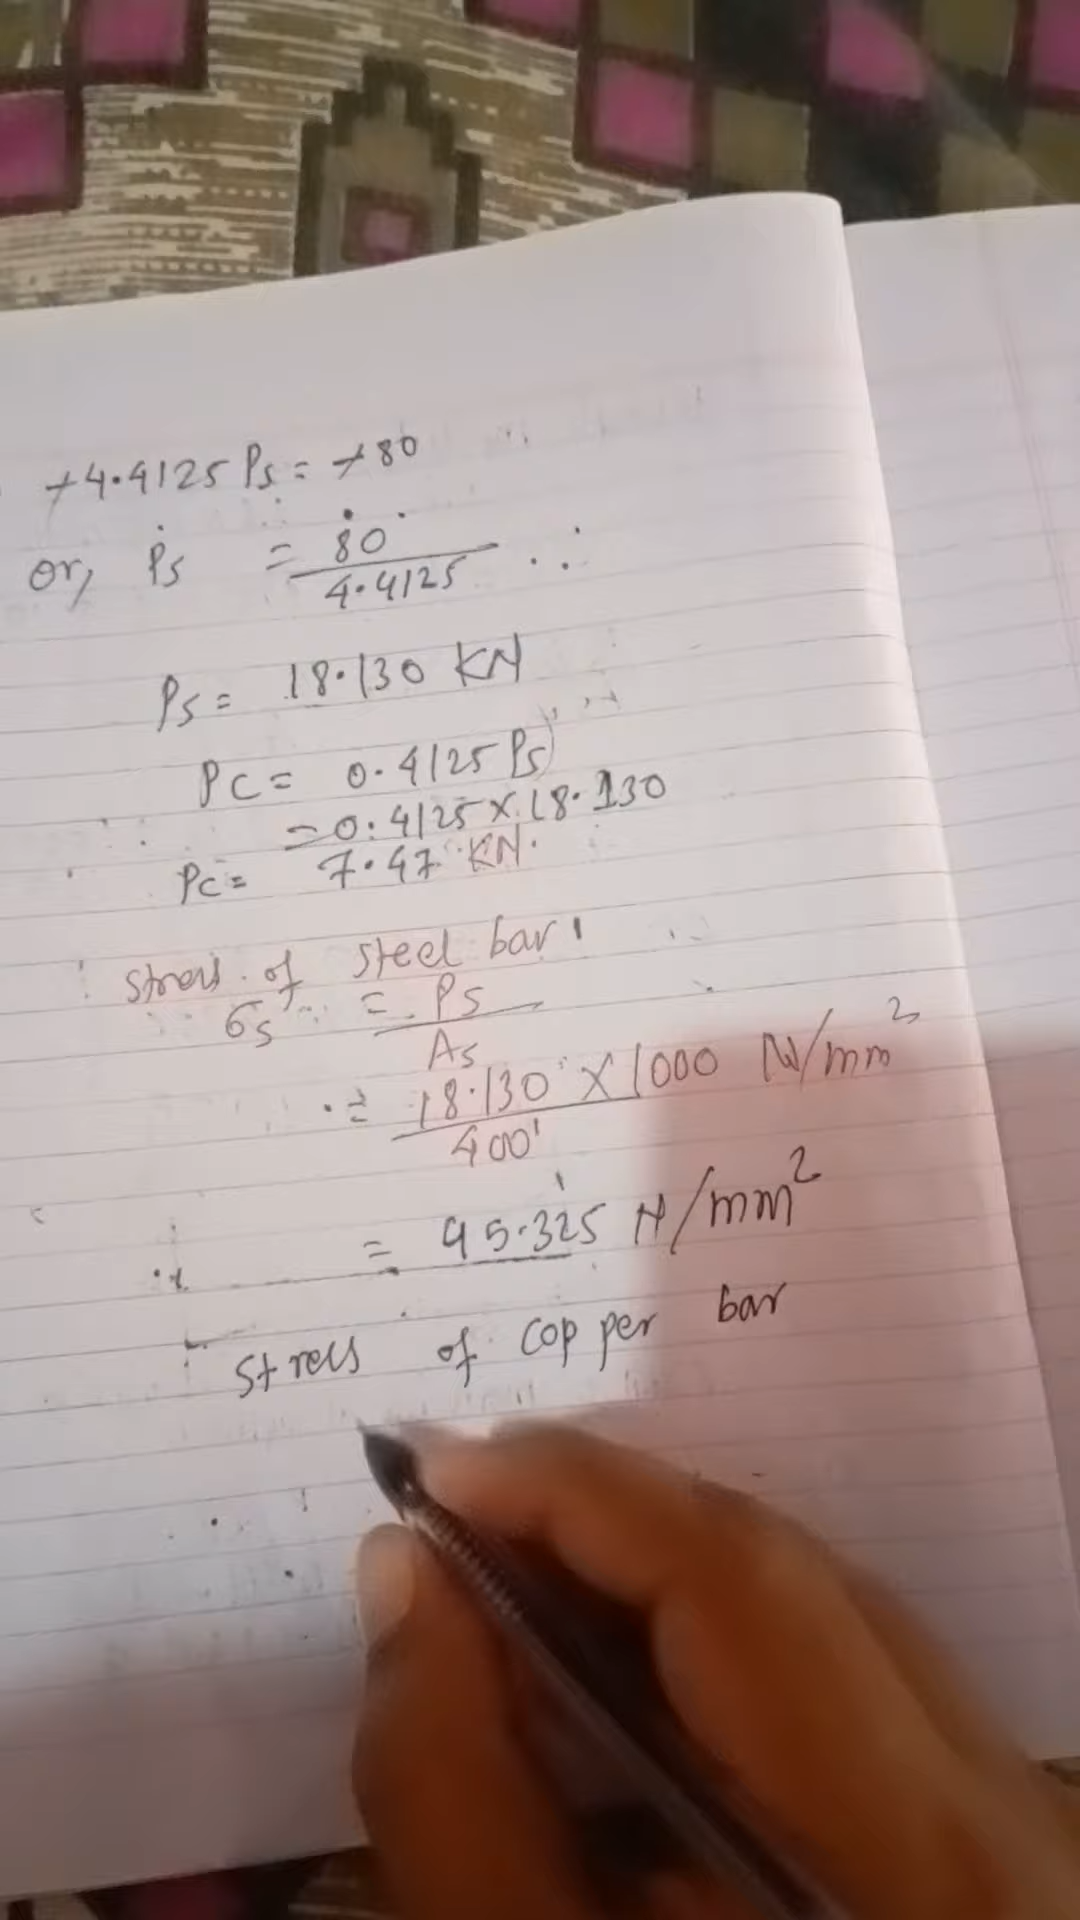 +4.4125 Ps = +80
or, Ps = 80 / 4.4125
Ps = 18.130 KN
Pc = 0.4125 Ps
= 0.4125 × 18.130
Pc = 7.47 KN.
stress of steel bar
σs = Ps / As
= 18.130 × 1000 / 400 N/mm²
= 45.325 N/mm²
Stress of copper bar